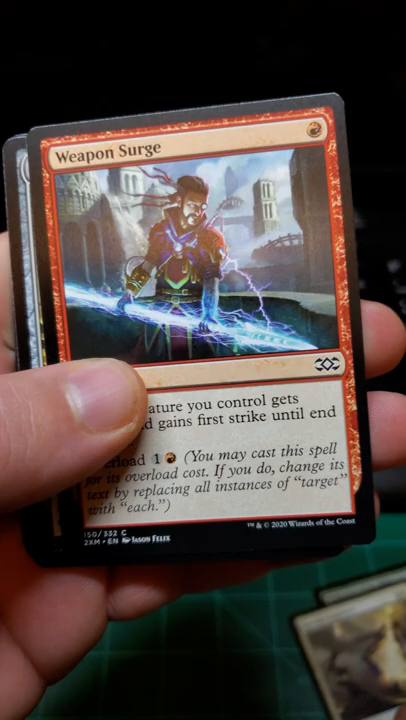 Weapon Surge
eature you control gets
d gains first strike until end
erload 1 (You may cast this spell
for its overload cost. If you do, change its
text by replacing all instances of "target"
with "each.")
150/332 C
2XM • EN Jason Felix
™ & © 2020 Wizards of the Coast